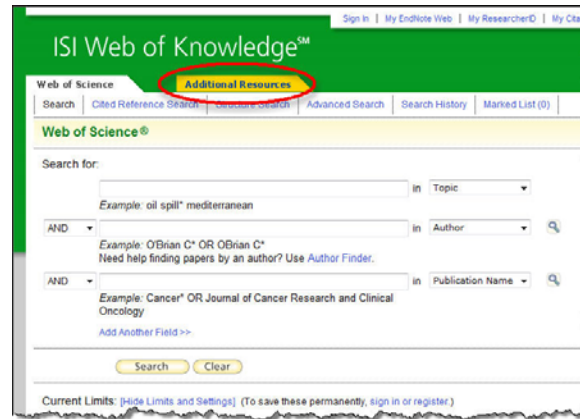 Sign In | My EndNote Web | My ResearcherID | My Cita
ISI Web of Knowledge℠
Web of Science Additional Resources
Search Cited Reference Search Structure Search Advanced Search Search History Marked List (0)
Web of Science®
Search for:
in Topic
Example: oil spill* mediterranean
AND in Author
Example: O'Brian C* OR OBrian C*
Need help finding papers by an author? Use Author Finder.
AND in Publication Name
Example: Cancer* OR Journal of Cancer Research and Clinical
Oncology
Add Another Field >>
Search Clear
Current Limits: [Hide Limits and Settings] (To save these permanently, sign in or register.)